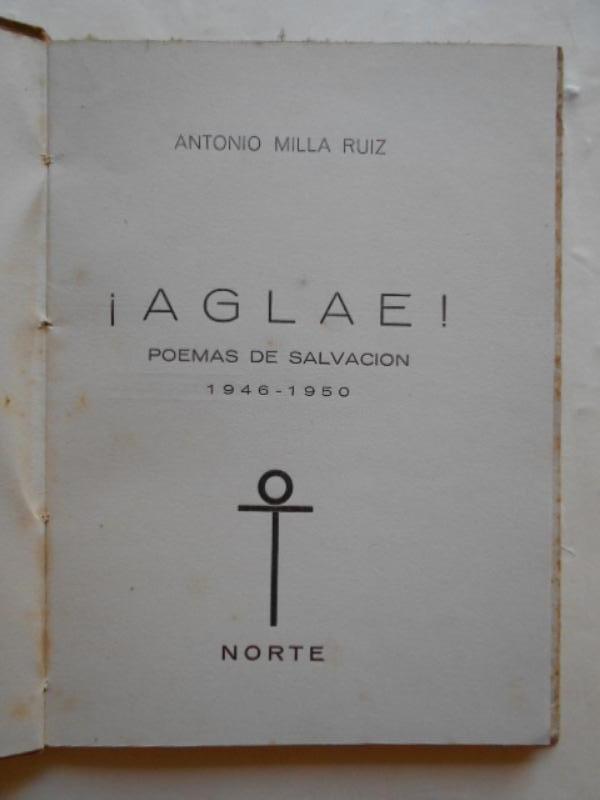 ANTONIO MILLA RUIZ
¡AGLAE!
POEMAS DE SALVACION
1946-1950
NORTE